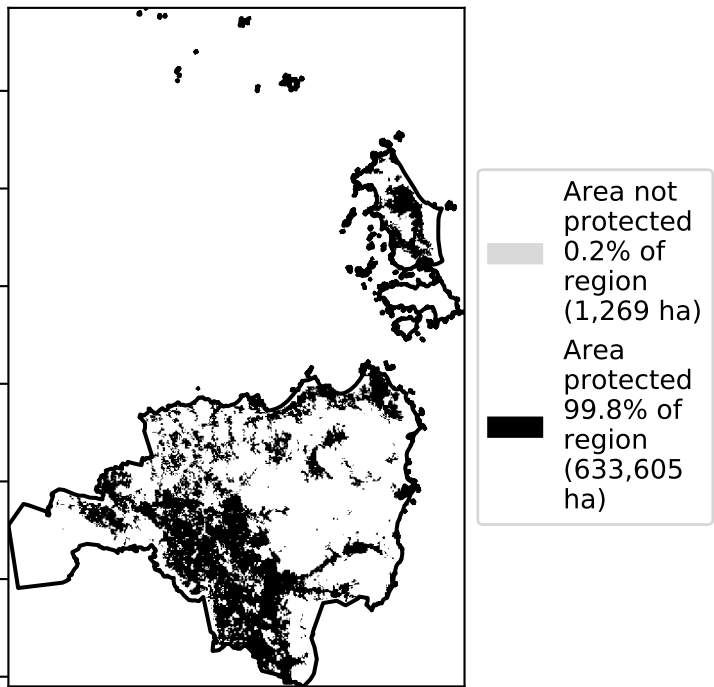 Area not
protected
0.2% of
region
(1,269 ha)
Area
protected
99.8% of
region
(633,605
ha)